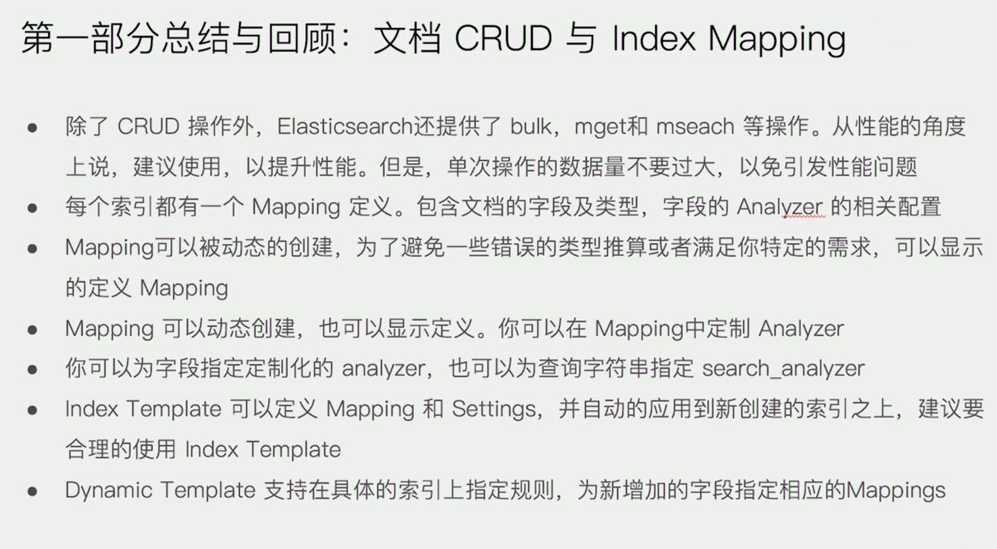 第一部分总结与回顾：文档 CRUD 与 Index Mapping
● 除了 CRUD 操作外，Elasticsearch还提供了 bulk，mget和 mseach 等操作。从性能的角度
上说，建议使用，以提升性能。但是，单次操作的数据量不要过大，以免引发性能问题
● 每个索引都有一个 Mapping 定义。包含文档的字段及类型，字段的 Analyzer 的相关配置
● Mapping可以被动态的创建，为了避免一些错误的类型推算或者满足你特定的需求，可以显示
的定义 Mapping
● Mapping 可以动态创建，也可以显示定义。你可以在 Mapping中定制 Analyzer
● 你可以为字段指定定制化的 analyzer，也可以为查询字符串指定 search_analyzer
● Index Template 可以定义 Mapping 和 Settings，并自动的应用到新创建的索引之上，建议要
合理的使用 Index Template
● Dynamic Template 支持在具体的索引上指定规则，为新增加的字段指定相应的Mappings